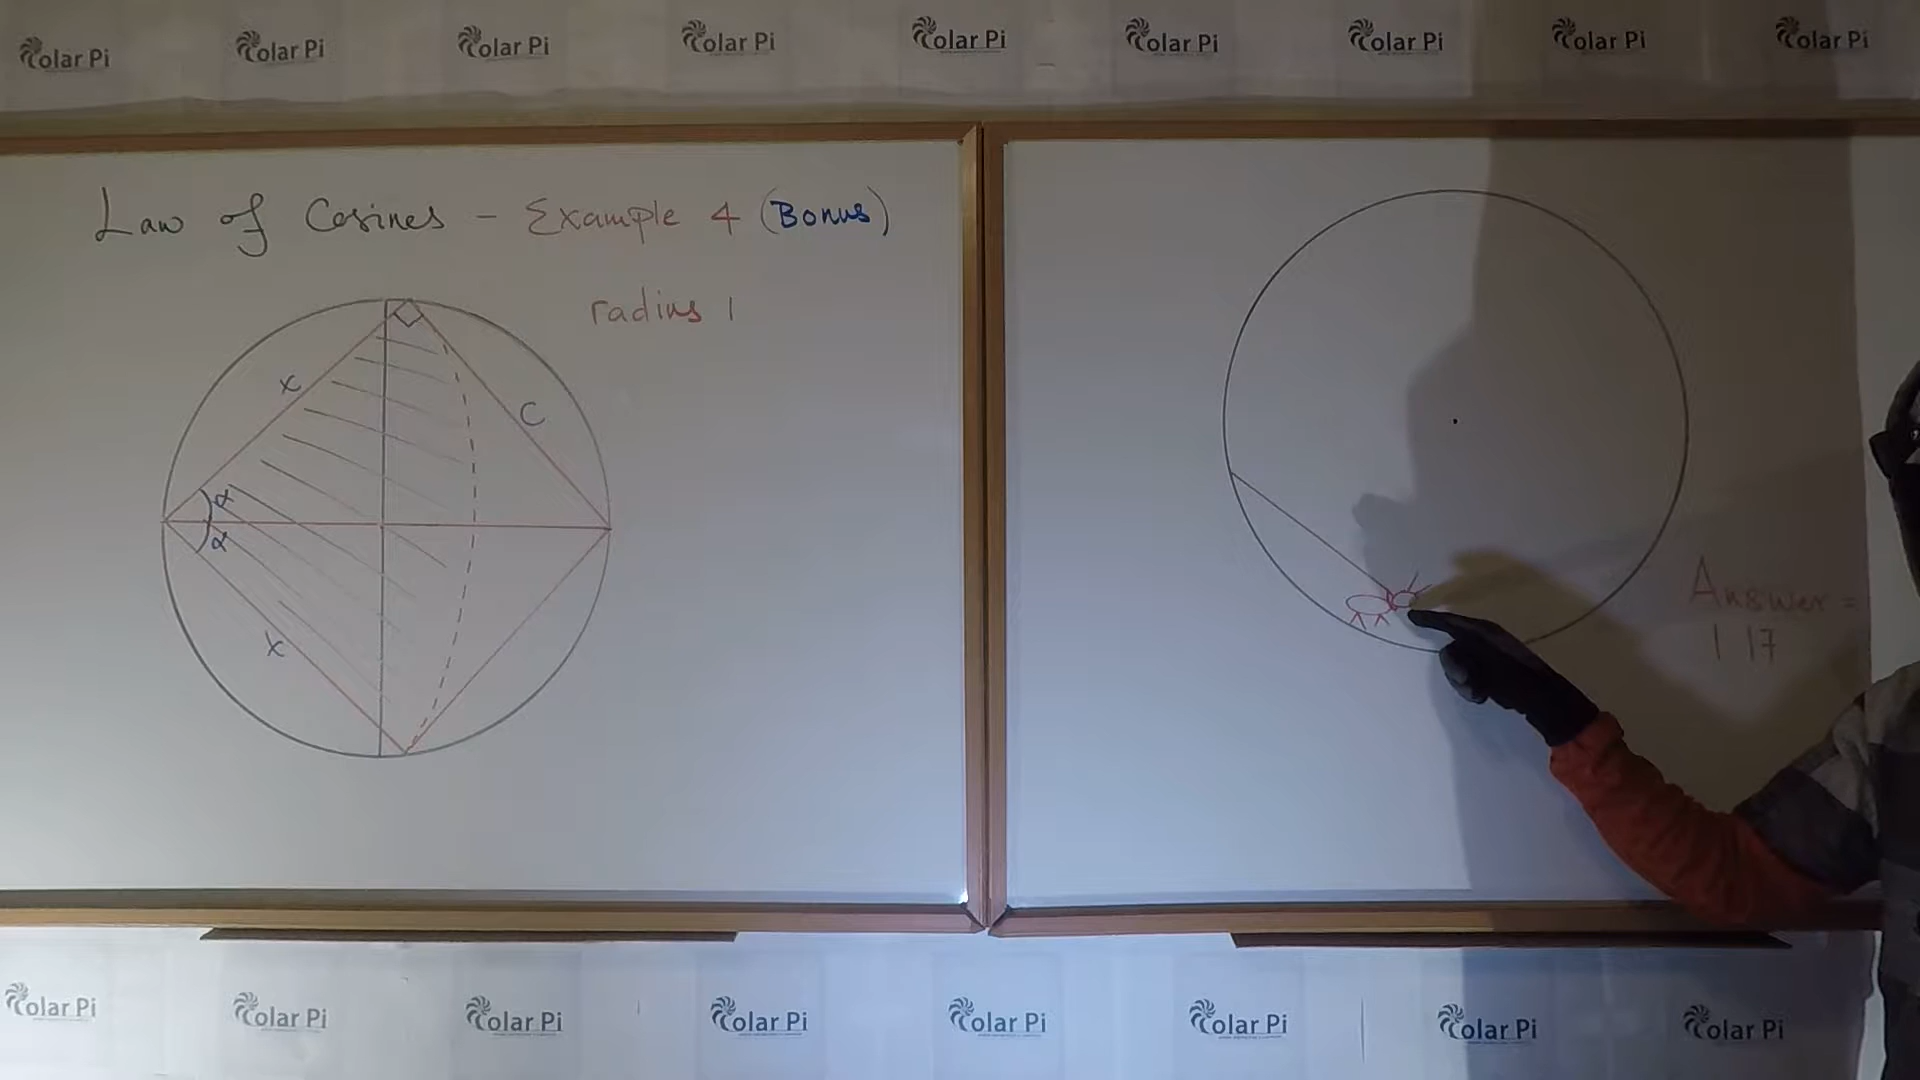 Colar Pi Colar Pi Colar Pi Colar Pi Colar Pi Colar Pi Colar Pi Colar Pi Colar Pi
Law of Cosines - Example 4 (Bonus)
radius 1
x
C
α
α
x
Answer =
1 17
Colar Pi Colar Pi Colar Pi Colar Pi Colar Pi Colar Pi Colar Pi Colar Pi